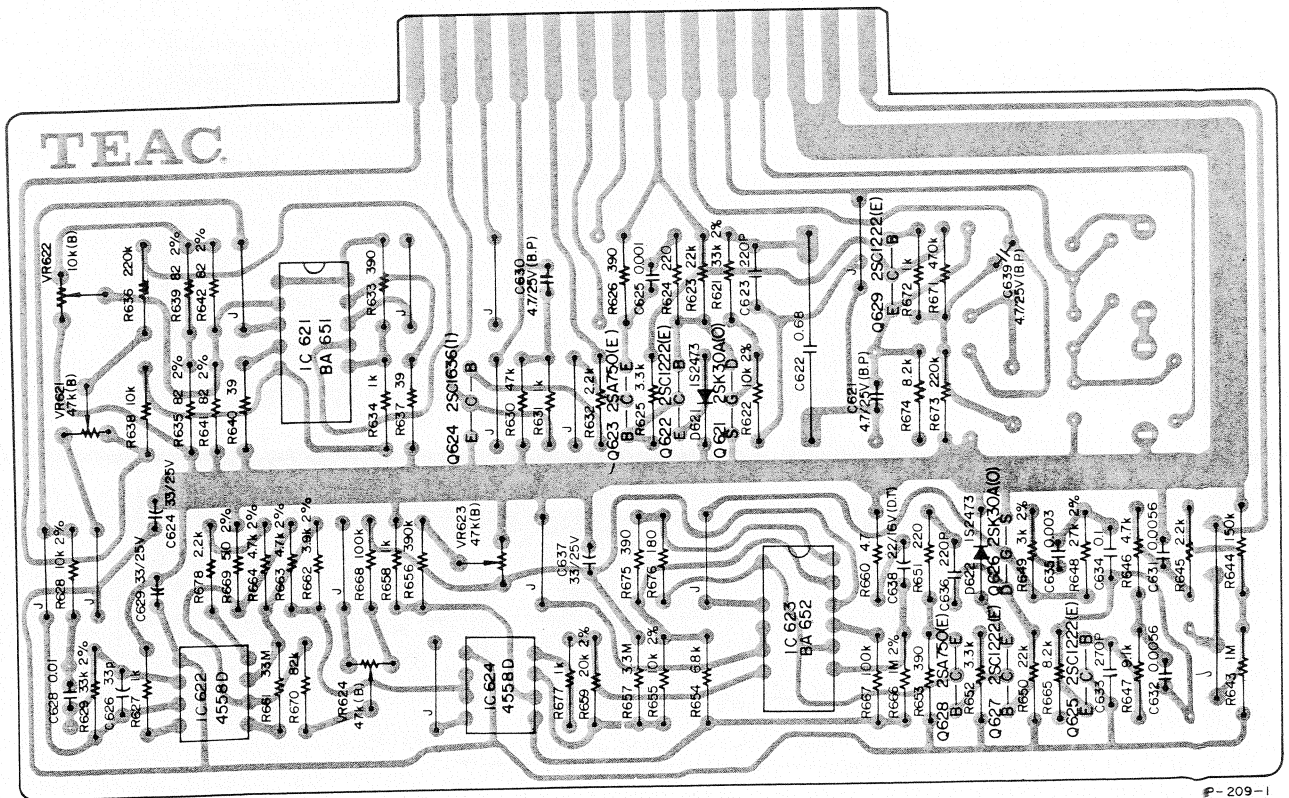 TEAC
VR622
10k(B)
R636 220k
R639 82 2%
R642 82 2%
J
IC 621
BA 651
R633 390
J
J
C630
4.7/25V(B.P)
R626 390
C625 0.001
R624 220
R623 22k
R621 33k 2%
C623 220P
C622 0.68
J
Q629 2SC1222(E)
E C B
R672 1k
R671 470k
C639
4.7/25V(B.P)
VR621
47k(B)
R638 10k
R635 82 2%
R641 82 2%
R640 39
R634 1k
R637 39
Q624 2SC1636(1)
E C B
J
R630 47k
R631 1k
J
R632 2.2k
Q623 2SA750(E)
B C E
R625 3.3k
Q622 2SC1222(E)
E C B
D621 1S2473
Q621 2SK30A(O)
S G D
R622 10k 2%
C621
4.7/25V(B.P)
R674 8.2k
R673 220k
J
R628 10k 2%
J
C624 33/25V
C629 33/25V
R678 2.2k
R669 150 2%
R664 4.7k 2%
R663 4.7k 2%
R662 3.9k 2%
J
R668 100k
R658 1k
R656 390k
VR623
47k(B)
J
C637
33/25V
R675 390
R676 180
J
IC 623
BA 652
R660 4.7
C638 22/16V
R651 220
C636 220P
D622 1S2473
Q626 2SK30A(O)
D G S
R649 3k 2%
C635 0.003
R648 27k 2%
C634 0.1
R646 4.7k
C631 0.0056
R645 2.2k
J
R644 150k
C628 0.01
R629 33k 2%
C626 33p
R627 1k
IC 622
4558D
R661 33M
R670 82k
VR624
47k(B)
J
IC 624
4558D
R677 11k
R659 20k 2%
R657 3.3M
R655 10k 2%
R654 68k
R667 100k
R666 1M 2%
R653 390
Q628 2SA750(E)
B C E
R652 3.3k
Q627 2SC1222(E)
B C E
R650 22k
R665 8.2k
Q625 2SC1222(E)
E C B
C633 270P
R647 9.1k
C632 0.0056
J
R643 1M
P-209-1